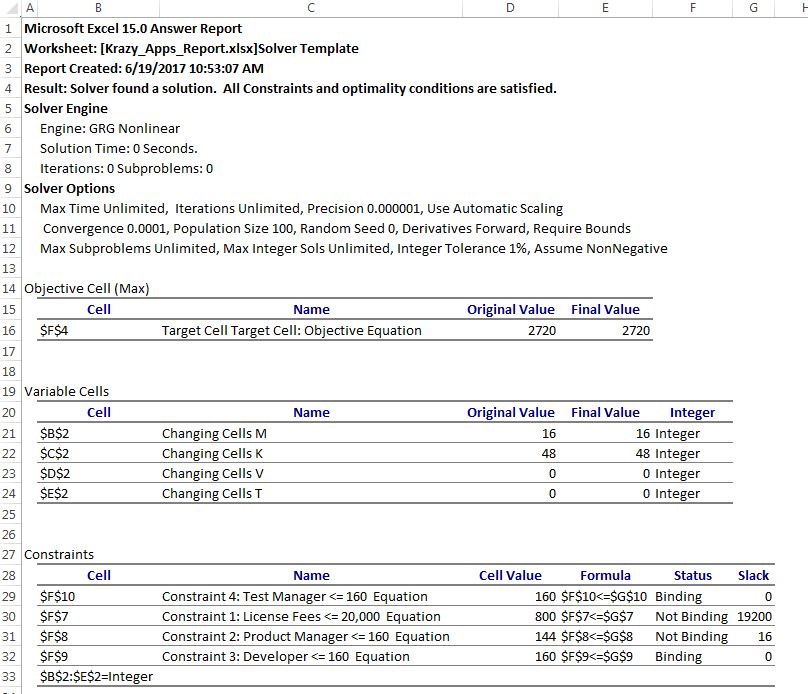 A B C D E F G H
1 Microsoft Excel 15.0 Answer Report
2 Worksheet: [Krazy_Apps_Report.xlsx]Solver Template
3 Report Created: 6/19/2017 10:53:07 AM
4 Result: Solver found a solution. All Constraints and optimality conditions are satisfied.
5 Solver Engine
6 Engine: GRG Nonlinear
7 Solution Time: 0 Seconds.
8 Iterations: 0 Subproblems: 0
9 Solver Options
10 Max Time Unlimited, Iterations Unlimited, Precision 0.000001, Use Automatic Scaling
11 Convergence 0.0001, Population Size 100, Random Seed 0, Derivatives Forward, Require Bounds
12 Max Subproblems Unlimited, Max Integer Sols Unlimited, Integer Tolerance 1%, Assume NonNegative
13
14 Objective Cell (Max)
15 Cell Name Original Value Final Value
16 $F$4 Target Cell Target Cell: Objective Equation 2720 2720
17
18
19 Variable Cells
20 Cell Name Original Value Final Value Integer
21 $B$2 Changing Cells M 16 16 Integer
22 $C$2 Changing Cells K 48 48 Integer
23 $D$2 Changing Cells V 0 0 Integer
24 $E$2 Changing Cells T 0 0 Integer
25
26
27 Constraints
28 Cell Name Cell Value Formula Status Slack
29 $F$10 Constraint 4: Test Manager <= 160 Equation 160 $F$10<=$G$10 Binding 0
30 $F$7 Constraint 1: License Fees <= 20,000 Equation 800 $F$7<=$G$7 Not Binding 19200
31 $F$8 Constraint 2: Product Manager <= 160 Equation 144 $F$8<=$G$8 Not Binding 16
32 $F$9 Constraint 3: Developer <= 160 Equation 160 $F$9<=$G$9 Binding 0
33 $B$2:$E$2=Integer